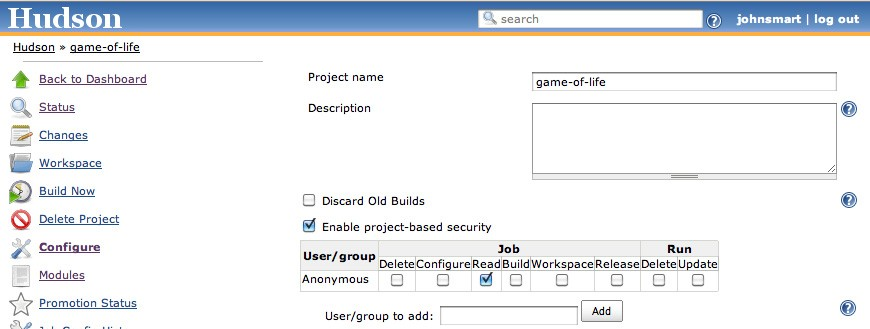 Hudson
search
johnsmart | log out
Hudson » game-of-life
Back to Dashboard
Status
Changes
Workspace
Build Now
Delete Project
Configure
Modules
Promotion Status
Project name
game-of-life
Description
Discard Old Builds
Enable project-based security
User/group Job Run
Delete Configure Read Build Workspace Release Delete Update
Anonymous
User/group to add: Add